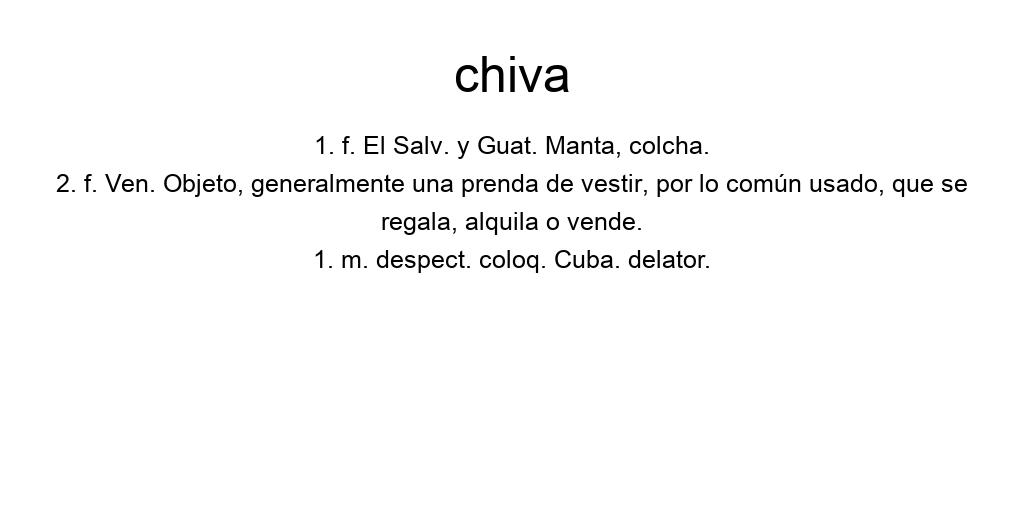 chiva
1. f. El Salv. y Guat. Manta, colcha.
2. f. Ven. Objeto, generalmente una prenda de vestir, por lo común usado, que se
regala, alquila o vende.
1. m. despect. coloq. Cuba. delator.